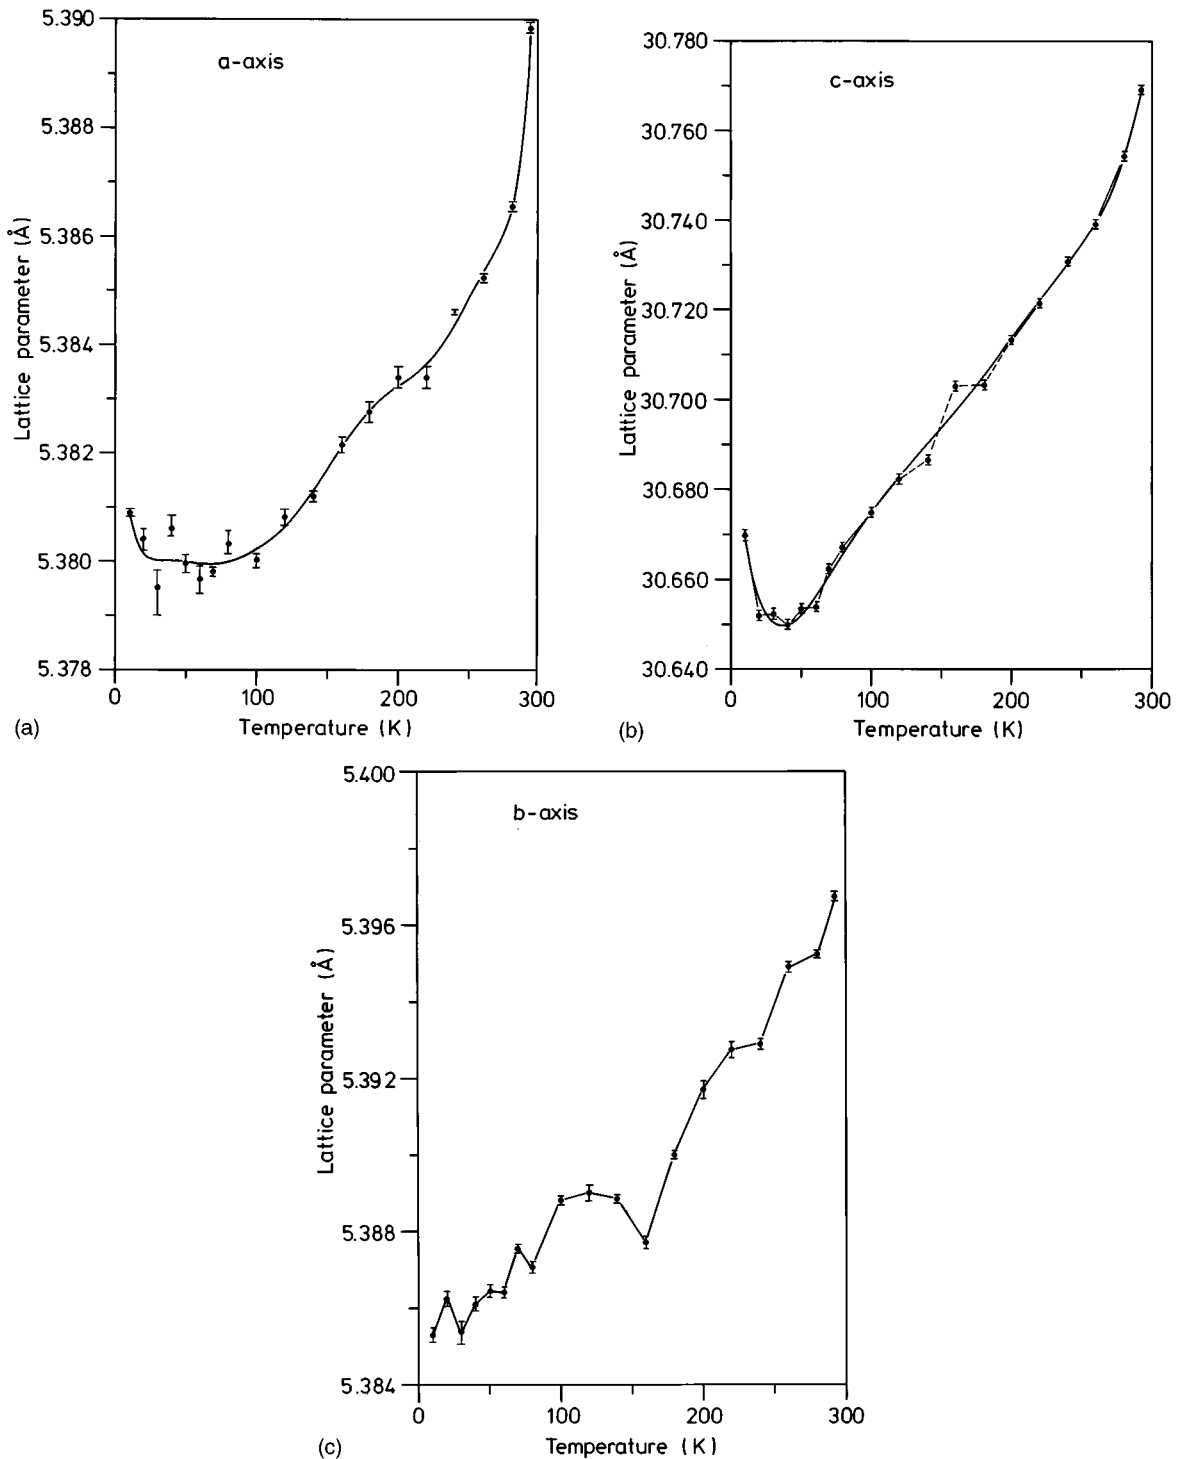 5.390
a-axis
5.388
5.386
5.384
5.382
5.380
5.378
Lattice parameter (Å)
0
100
200
300
Temperature (K)
(a)
30.780
c-axis
30.760
30.740
30.720
30.700
30.680
30.660
30.640
Lattice parameter (Å)
0
100
200
300
Temperature (K)
(b)
5.400
b-axis
5.396
5.392
5.388
5.384
Lattice parameter (Å)
0
100
200
300
Temperature (K)
(c)